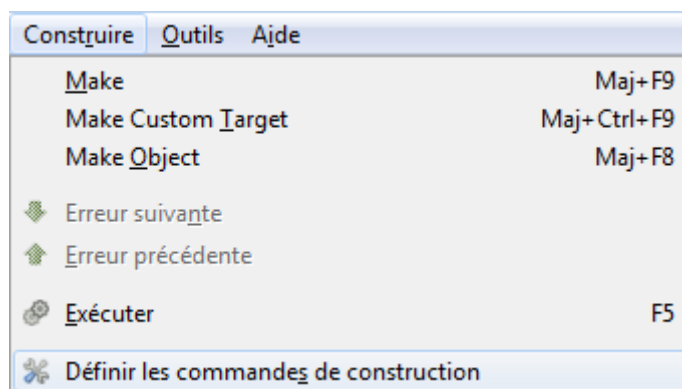 Construire Outils Aide
Make Maj+F9
Make Custom Target Maj+Ctrl+F9
Make Object Maj+F8
Erreur suivante
Erreur précédente
Exécuter F5
Définir les commandes de construction